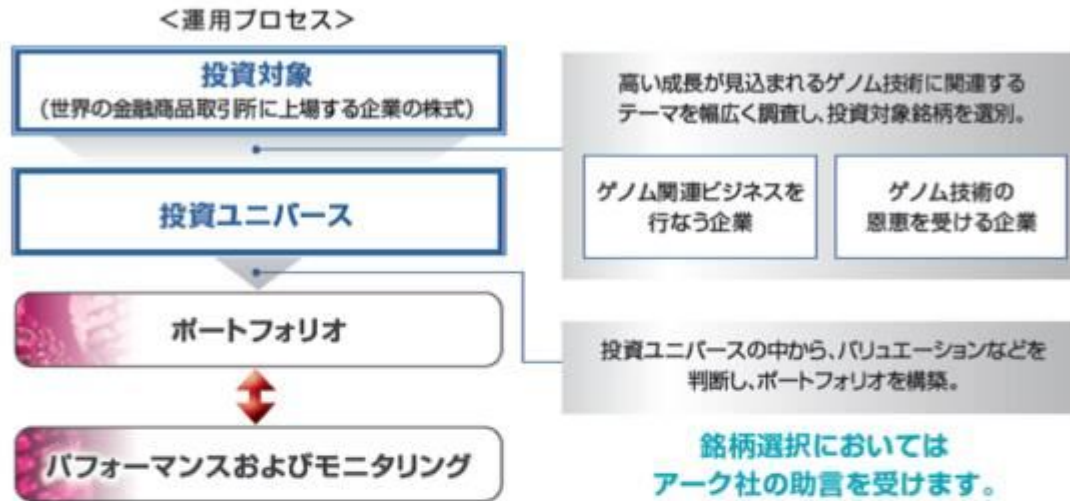 ＜運用プロセス＞
投資対象
（世界の金融商品取引所に上場する企業の株式）
高い成長が見込まれるゲノム技術に関連する
テーマを幅広く調査し、投資対象銘柄を選別。
ゲノム関連ビジネスを
行なう企業
ゲノム技術の
恩恵を受ける企業
投資ユニバース
ポートフォリオ
投資ユニバースの中から、バリュエーションなどを
判断し、ポートフォリオを構築。
パフォーマンスおよびモニタリング
銘柄選択においては
アーク社の助言を受けます。